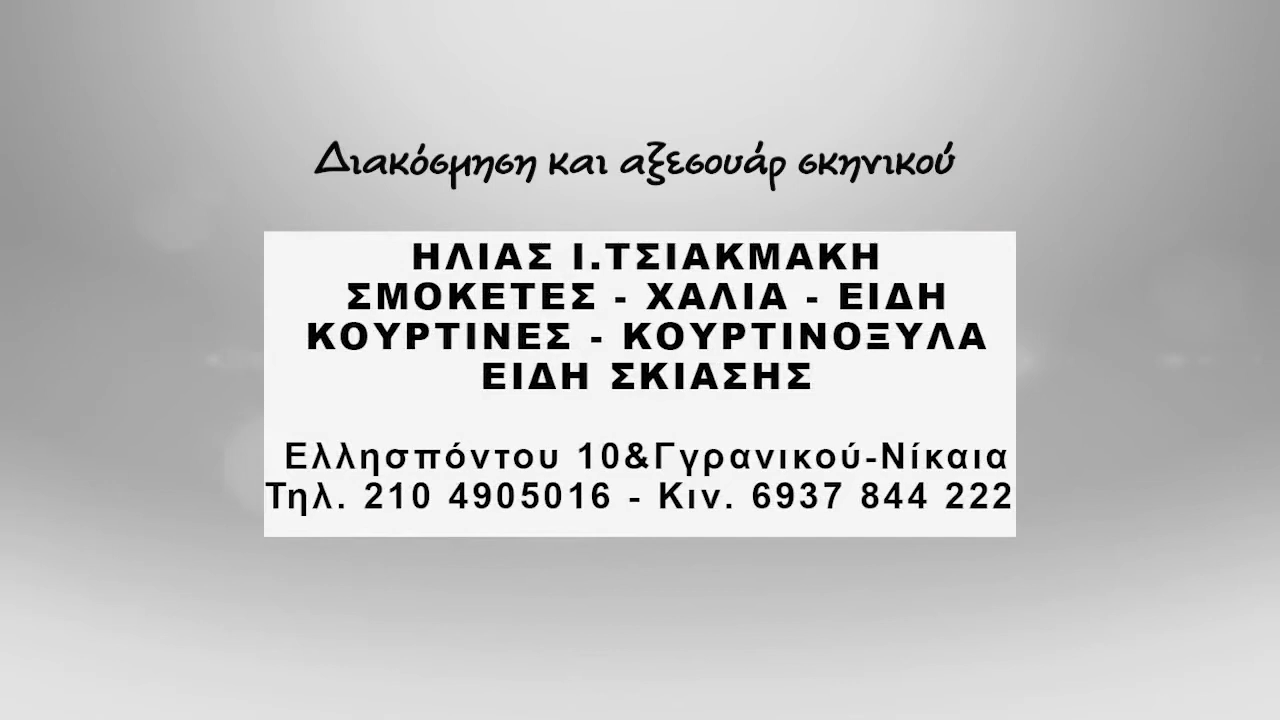 Διακόσμηση και αξεσουάρ σκηνικού
ΗΛΙΑΣ Ι.ΤΣΙΑΚΜΑΚΗ
ΣΜΟΚΕΤΕΣ - ΧΑΛΙΑ - ΕΙΔΗ
ΚΟΥΡΤΙΝΕΣ - ΚΟΥΡΤΙΝΟΞΥΛΑ
ΕΙΔΗ ΣΚΙΑΣΗΣ
Ελλησπόντου 10&Γγρανικού-Νίκαια
Τηλ. 210 4905016 - Κιν. 6937 844 222